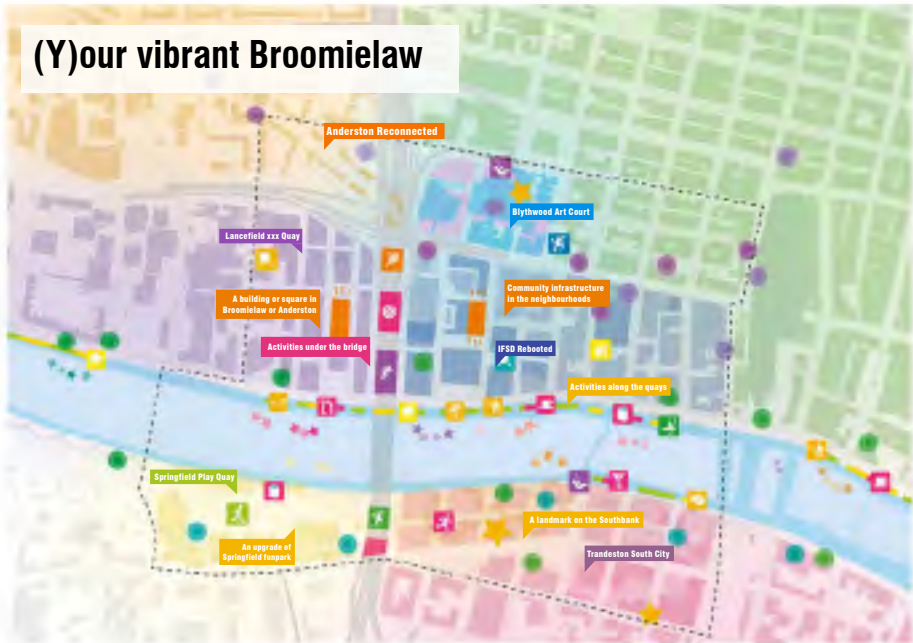 (Y)our vibrant Broomielaw
Anderston Reconnected
Blythwood Art Court
Lancefield xxx Quay
A building or square in
Broomielaw or Anderston
Community infrastructure
in the neighbourhoods
Activities under the bridge
IFSD Rebooted
Activities along the quays
Springfield Play Quay
A landmark on the Southbank
An upgrade of
Springfield funpark
Trandeston South City